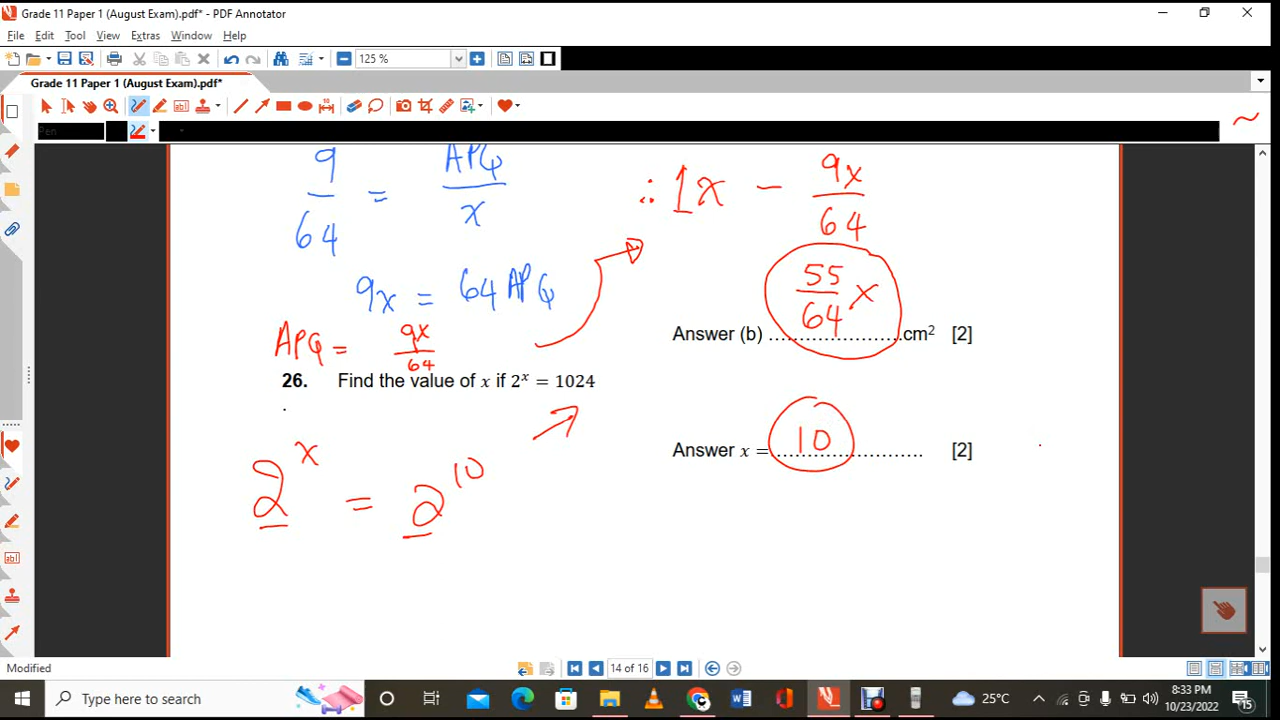 Grade 11 Paper 1 (August Exam).pdf* - PDF Annotator
File Edit Tool View Extras Window Help
125 %
Grade 11 Paper 1 (August Exam).pdf*
Pen
9/64 = APQ/x
9x = 64 APQ
APQ = 9x/64
∴ 1x - 9x/64
55/64 x
Answer (b) ........................cm² [2]
26. Find the value of x if 2ˣ = 1024
2ˣ = 2¹⁰
10
Answer x = ........................... [2]
14 of 16
Modified
Type here to search
25°C
8:33 PM
10/23/2022
15